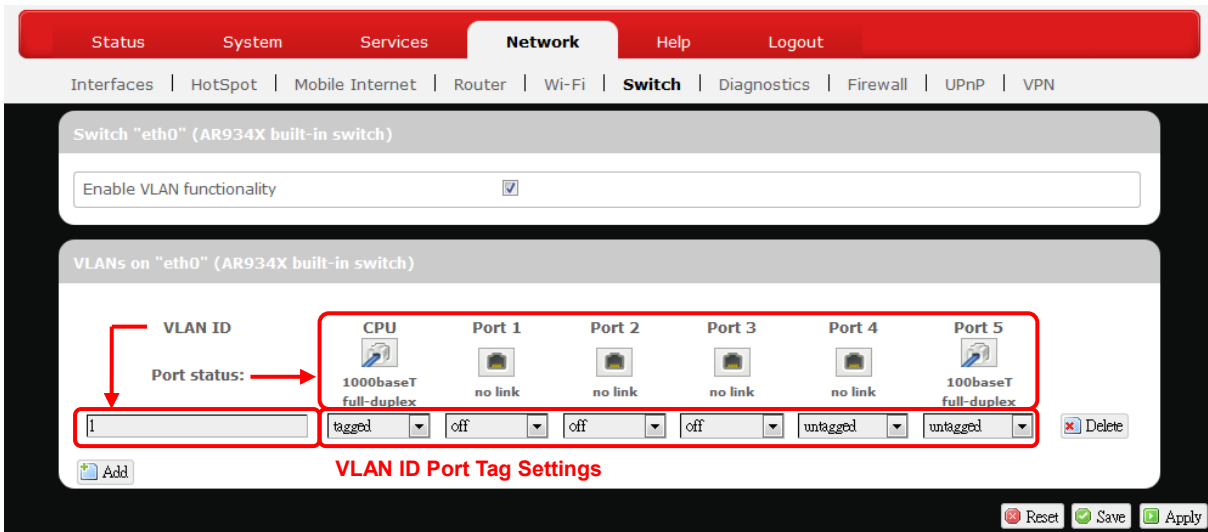 Status System Services Network Help Logout
Interfaces | HotSpot | Mobile Internet | Router | Wi-Fi | Switch | Diagnostics | Firewall | UPnP | VPN
Switch "eth0" (AR934X built-in switch)
Enable VLAN functionality
VLANs on "eth0" (AR934X built-in switch)
VLAN ID CPU Port 1 Port 2 Port 3 Port 4 Port 5
Port status: 1000baseT full-duplex no link no link no link no link 100baseT full-duplex
1 tagged off off off untagged untagged Delete
Add VLAN ID Port Tag Settings
Reset Save Apply